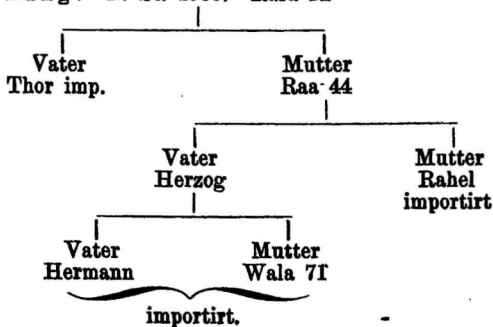 Vater Mutter
Thor imp. Raa 44
Vater Mutter
Herzog Rahel
importirt
Vater Mutter
Hermann Wala 71
importirt.